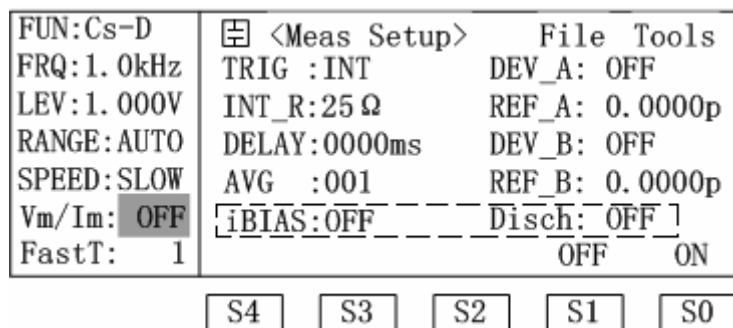 FUN:Cs-D
FRQ:1.0kHz
LEV:1.000V
RANGE:AUTO
SPEED:SLOW
Vm/Im: OFF
FastT: 1
<Meas Setup> File Tools
TRIG :INT DEV_A: OFF
INT_R:25Ω REF_A: 0.0000p
DELAY:0000ms DEV_B: OFF
AVG :001 REF_B: 0.0000p
iBIAS:OFF Disch: OFF
OFF ON
S4 S3 S2 S1 S0